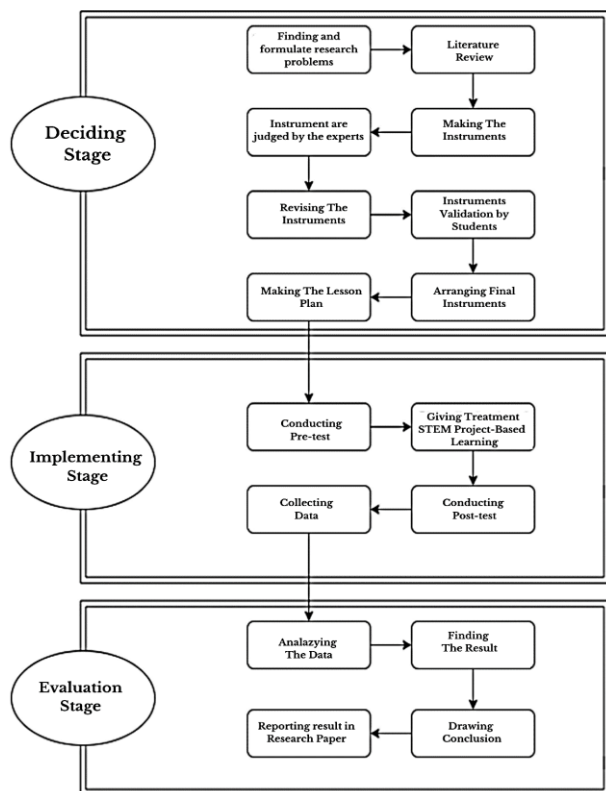 Finding and
formulate research
problems
Literature
Review
Deciding
Stage
Instrument are
judged by the experts
Making The
Instruments
Revising The
Instruments
Instruments
Validation by
Students
Making The Lesson
Plan
Arranging Final
Instruments
Conducting
Pre-test
Giving Treatment
STEM Project-Based
Learning
Implementing
Stage
Collecting
Data
Conducting
Post-test
Analazying
The Data
Finding
The Result
Evaluation
Stage
Reporting result in
Research Paper
Drawing
Conclusion